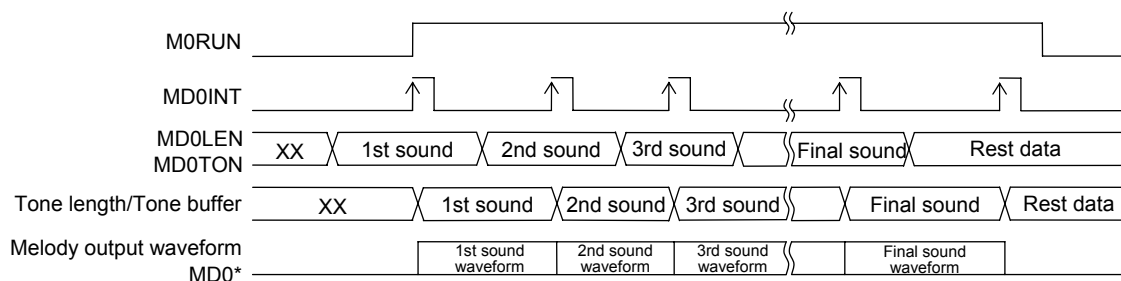 M0RUN
MD0INT
MD0LEN
MD0TON
XX 1st sound 2nd sound 3rd sound Final sound Rest data
Tone length/Tone buffer XX 1st sound 2nd sound 3rd sound Final sound Rest data
Melody output waveform
MD0*
1st sound
waveform
2nd sound
waveform
3rd sound
waveform
Final sound
waveform